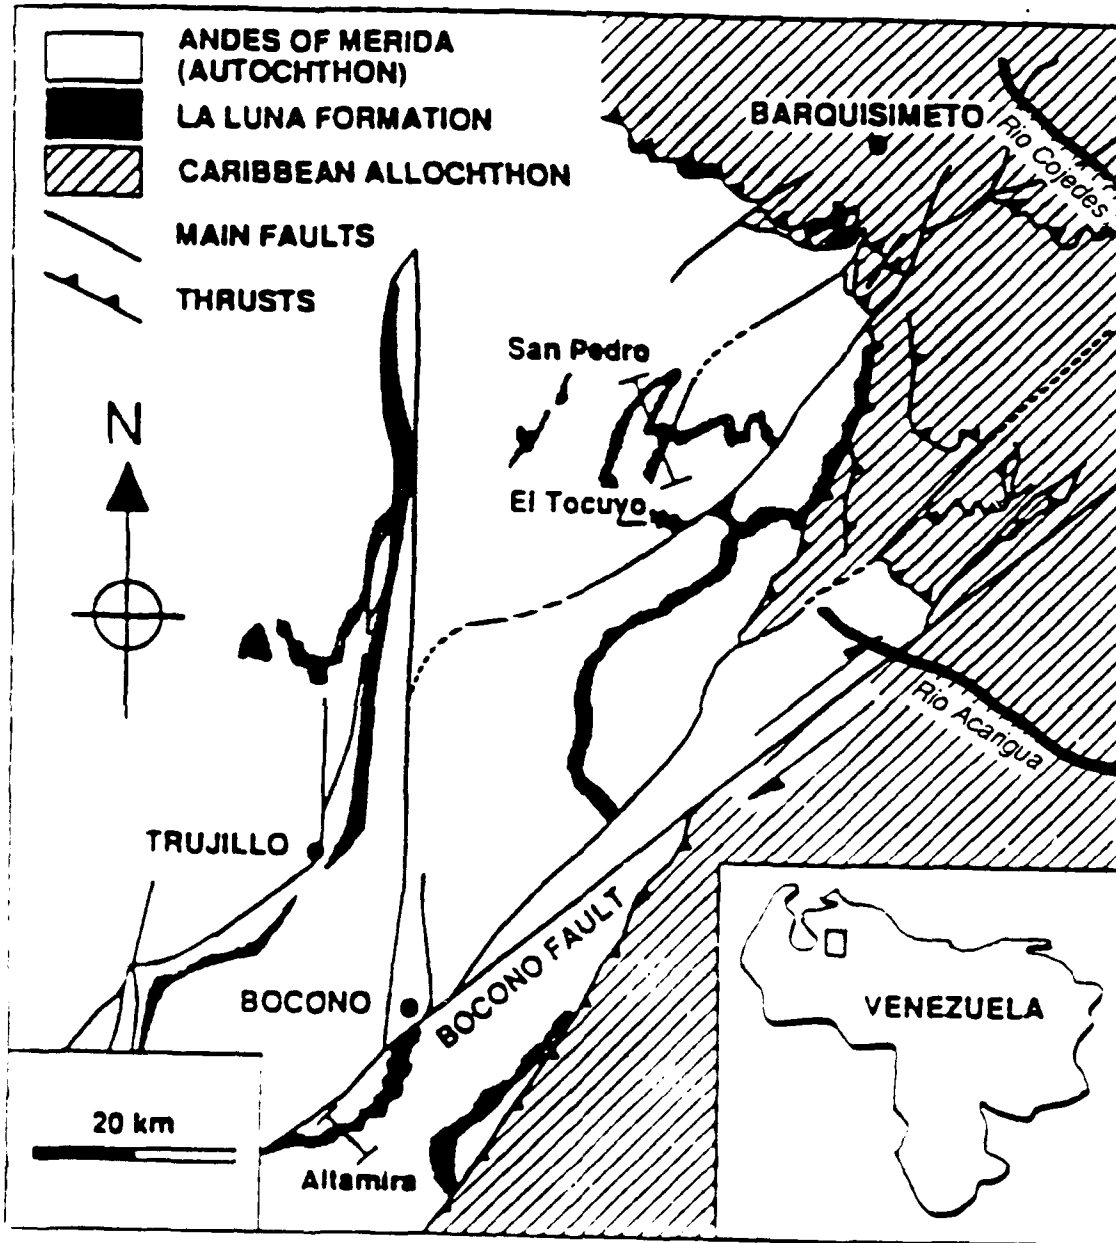 ANDES OF MERIDA
(AUTOCHTHON)
LA LUNA FORMATION
CARIBBEAN ALLOCHTHON
MAIN FAULTS
THRUSTS
BARQUISIMETO
Rio Cojedes
San Pedro
N
El Tocuyo
Rio Acarigua
TRUJILLO
BOCONO
BOCONO FAULT
VENEZUELA
20 km
Altamira